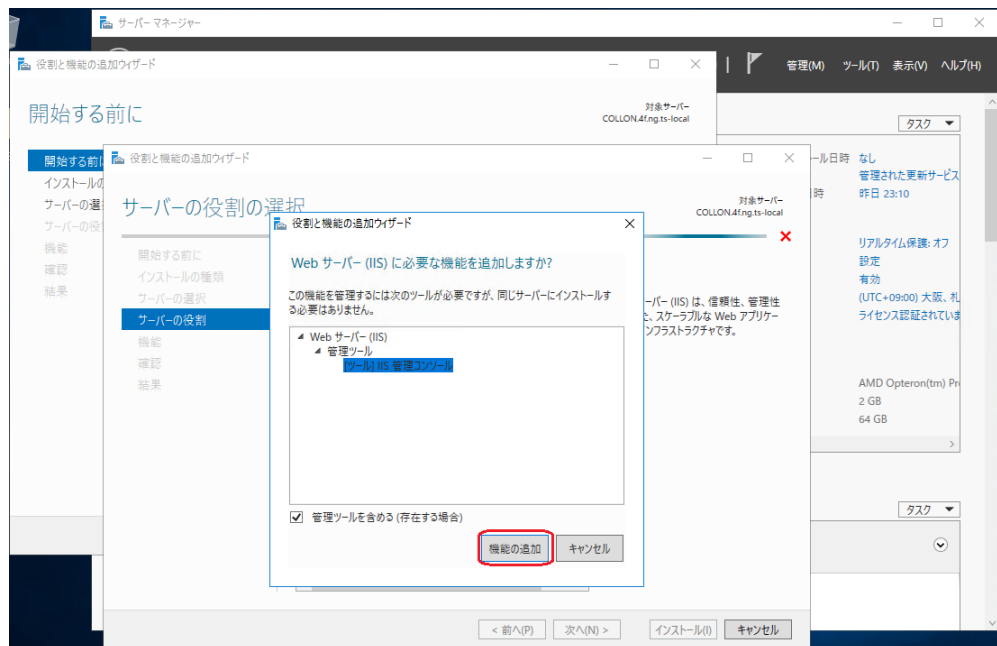 サーバー マネージャー
管理(M) ツール(T) 表示(V) ヘルプ(H)
役割と機能の追加ウィザード
開始する前に
対象サーバー
COLLON.4f.ng.ts-local
開始する前に
インストールの
サーバーの選
サーバーの役
機能
確認
結果
タスク
ール日時 なし
管理された更新サービス
時 昨日 23:10
リアルタイム保護: オフ
設定
有効
(UTC+09:00) 大阪、札
ライセンス認証されていま
AMD Opteron(tm) Pr
2 GB
64 GB
タスク
役割と機能の追加ウィザード
サーバーの役割の選択
対象サーバー
COLLON.4f.ng.ts-local
開始する前に
インストールの種類
サーバーの選択
サーバーの役割
機能
確認
結果
ーバー (IIS) は、信頼性、管理性
、スケーラブルな Web アプリケー
ンフラストラクチャです。
< 前へ(P) 次へ(N) > インストール(I) キャンセル
役割と機能の追加ウィザード
Web サーバー (IIS) に必要な機能を追加しますか?
この機能を管理するには次のツールが必要ですが、同じサーバーにインストールす
る必要はありません。
Web サーバー (IIS)
管理ツール
[ツール] IIS 管理コンソール
管理ツールを含める (存在する場合)
機能の追加 キャンセル